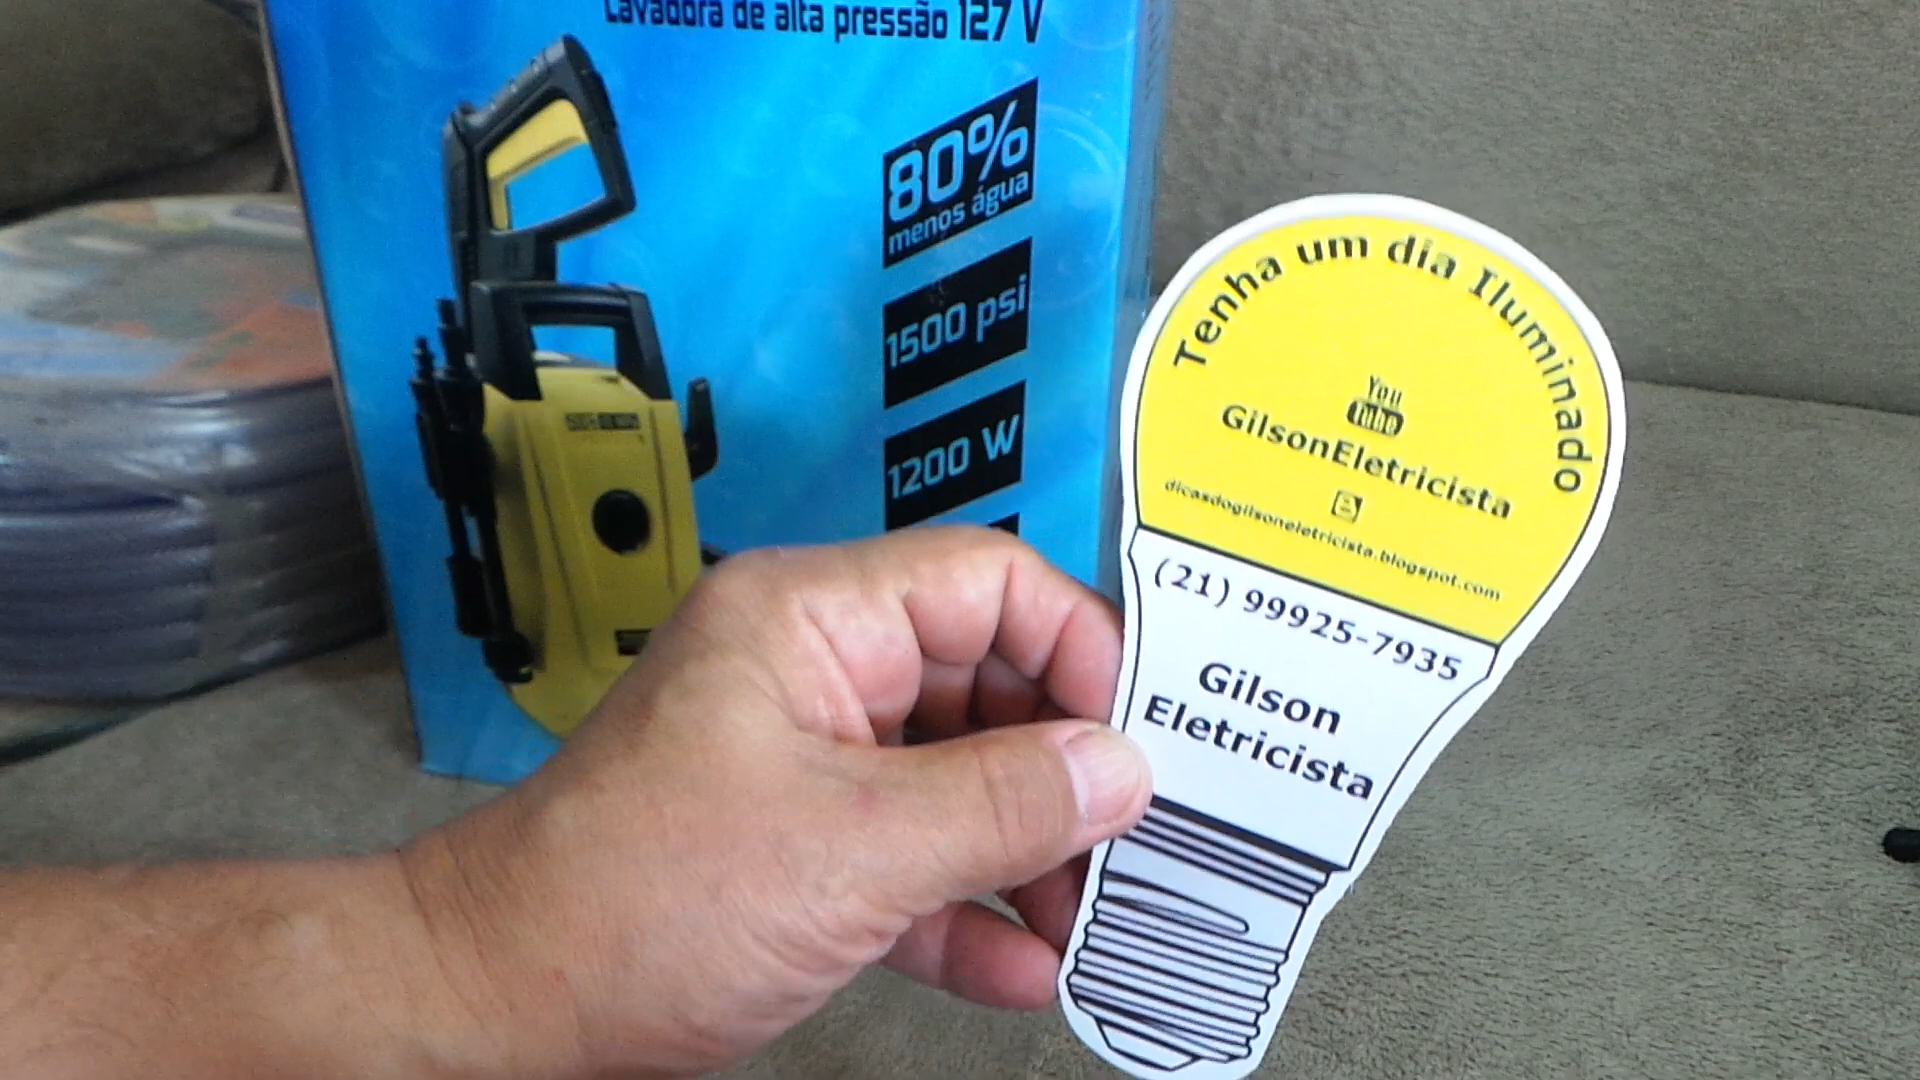 Lavadora de alta pressão 127 V
80%
menos água
1500 psi
1200 W
Tenha um dia Iluminado
You
Tube
GilsonEletricista
dicasdogilsoneletricista.blogspot.com
(21) 99925-7935
Gilson
Eletricista